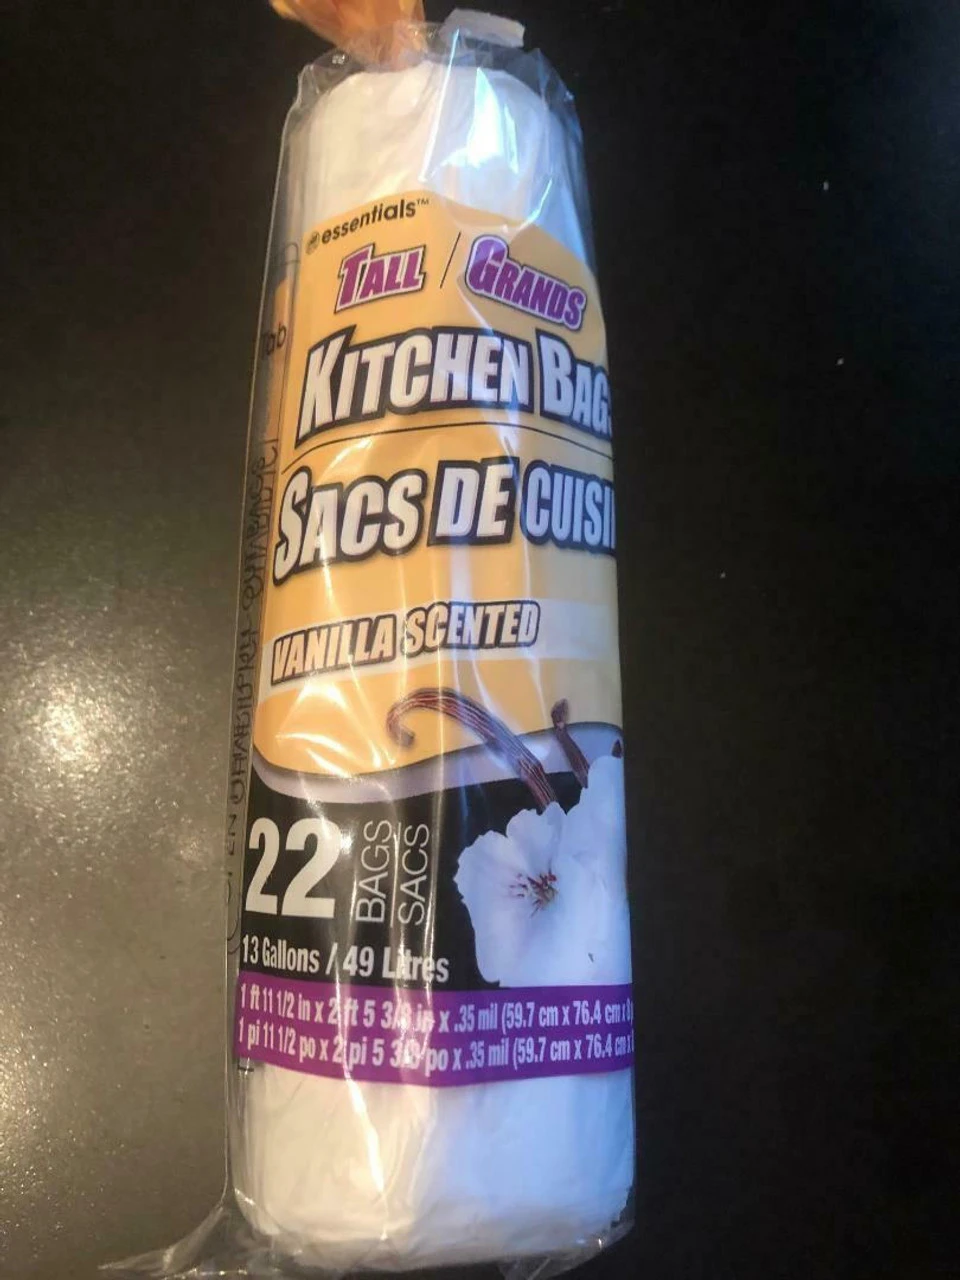 essentials™
TALL / GRANDS
KITCHEN BAGS
SACS DE CUISI
VANILLA SCENTED
22 BAGS
SACS
13 Gallons / 49 Litres
1 ft 11 1/2 in x 2 ft 5 3/8 in x .35 mil (59.7 cm x 76.4 cm x
1 pi 11 1/2 po x 2 pi 5 3/8 po x .35 mil (59.7 cm x 76.4 cm x